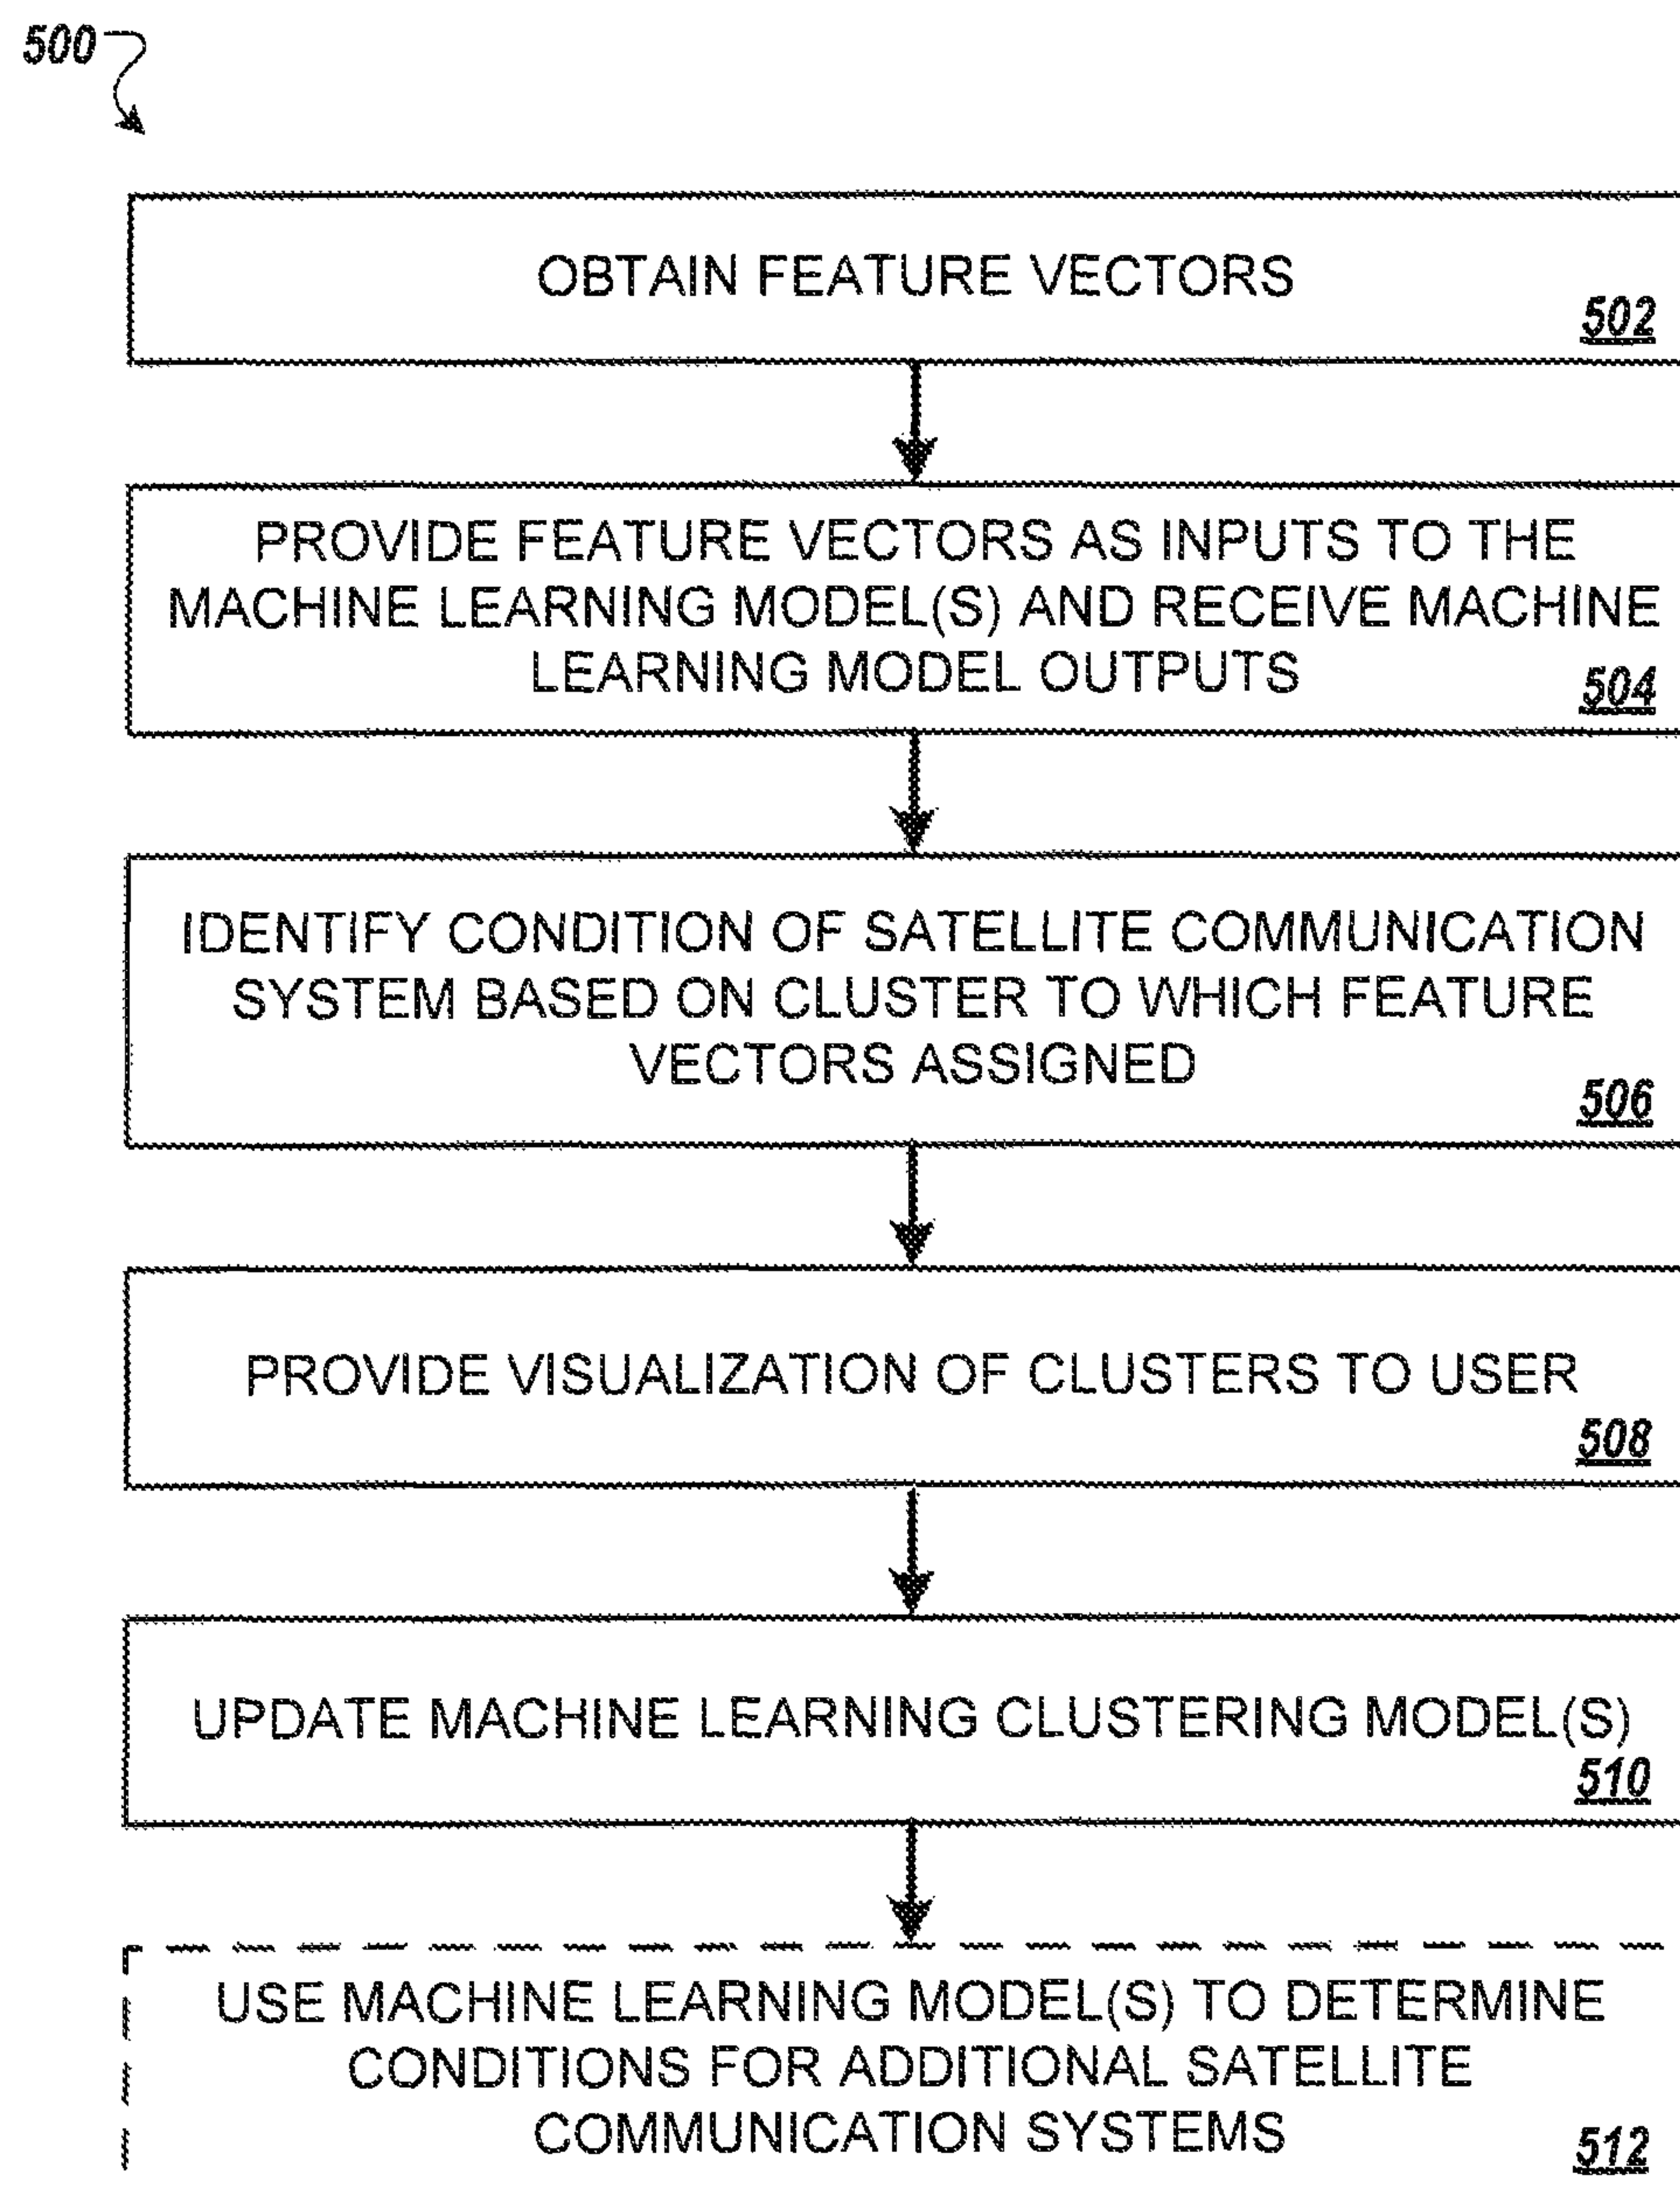 500
OBTAIN FEATURE VECTORS
502
PROVIDE FEATURE VECTORS AS INPUTS TO THE
MACHINE LEARNING MODEL(S) AND RECEIVE MACHINE
LEARNING MODEL OUTPUTS
504
IDENTIFY CONDITION OF SATELLITE COMMUNICATION
SYSTEM BASED ON CLUSTER TO WHICH FEATURE
VECTORS ASSIGNED
506
PROVIDE VISUALIZATION OF CLUSTERS TO USER
508
UPDATE MACHINE LEARNING CLUSTERING MODEL(S)
510
USE MACHINE LEARNING MODEL(S) TO DETERMINE
CONDITIONS FOR ADDITIONAL SATELLITE
COMMUNICATION SYSTEMS
512